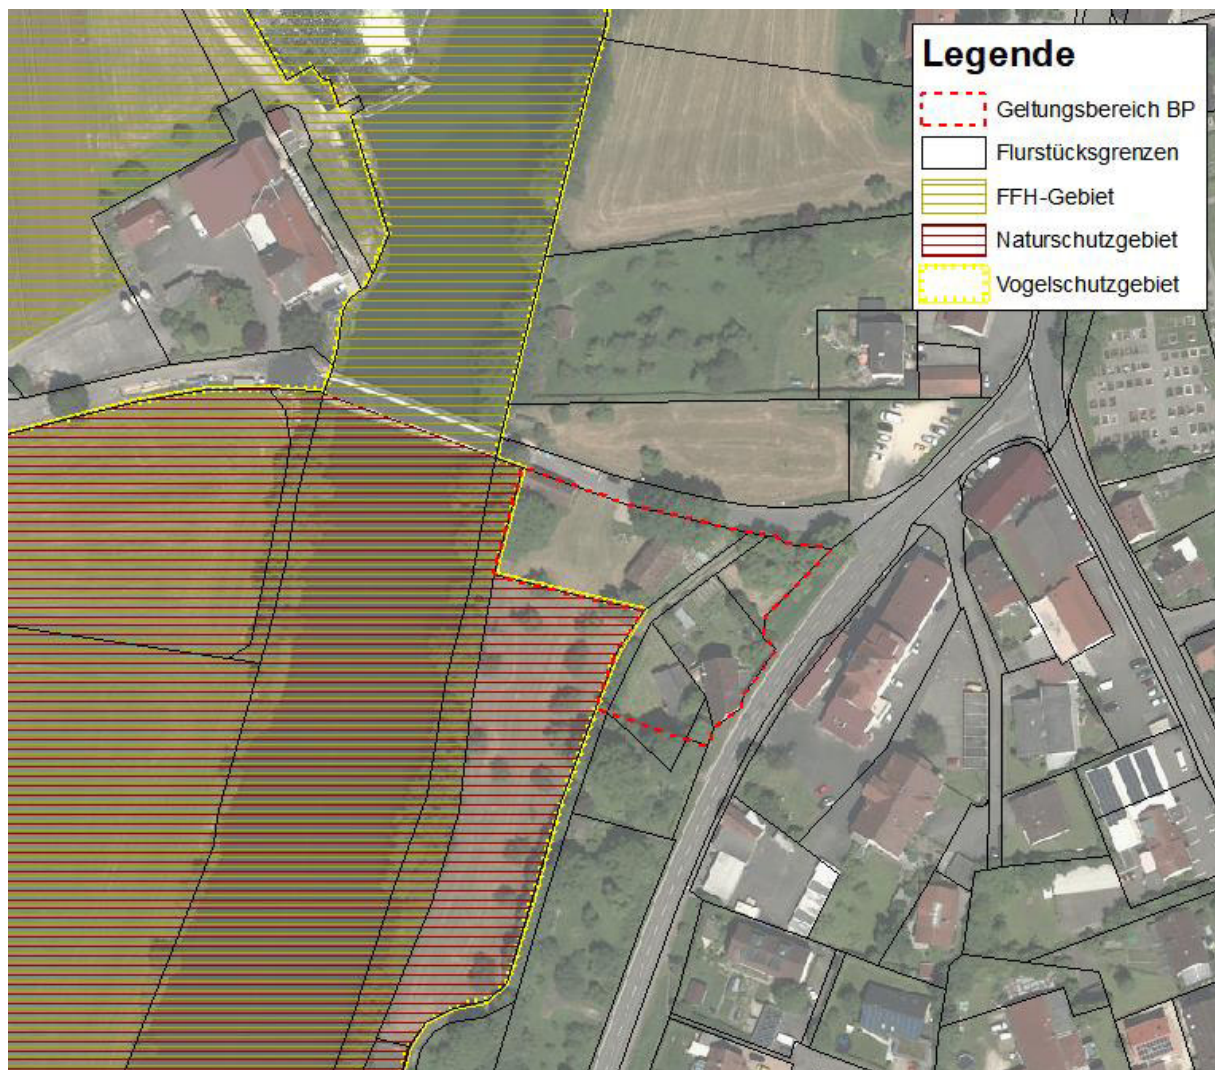 Legende
Geltungsbereich BP
Flurstücksgrenzen
FFH-Gebiet
Naturschutzgebiet
Vogelschutzgebiet